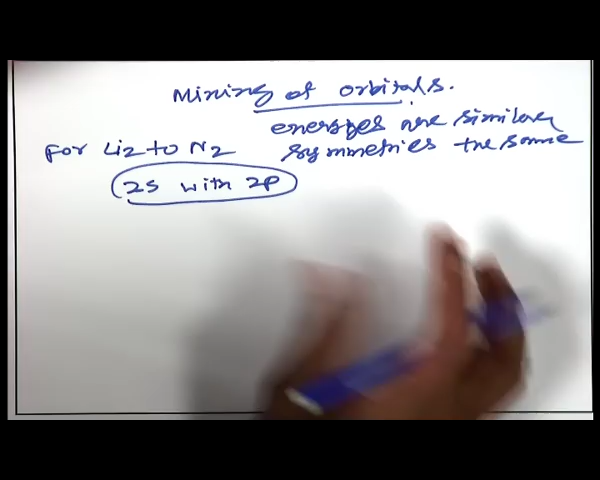 Mixing of orbitals.
energies are similar
for Li2 to N2 symmetries the same
2s with 2p